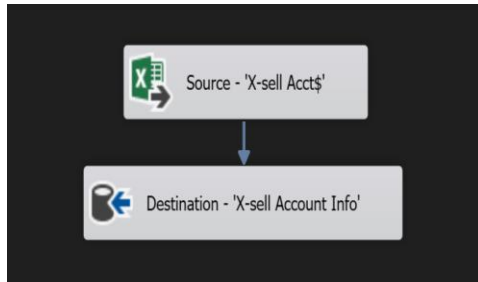 Source - 'X-sell Acct$'
Destination - 'X-sell Account Info'